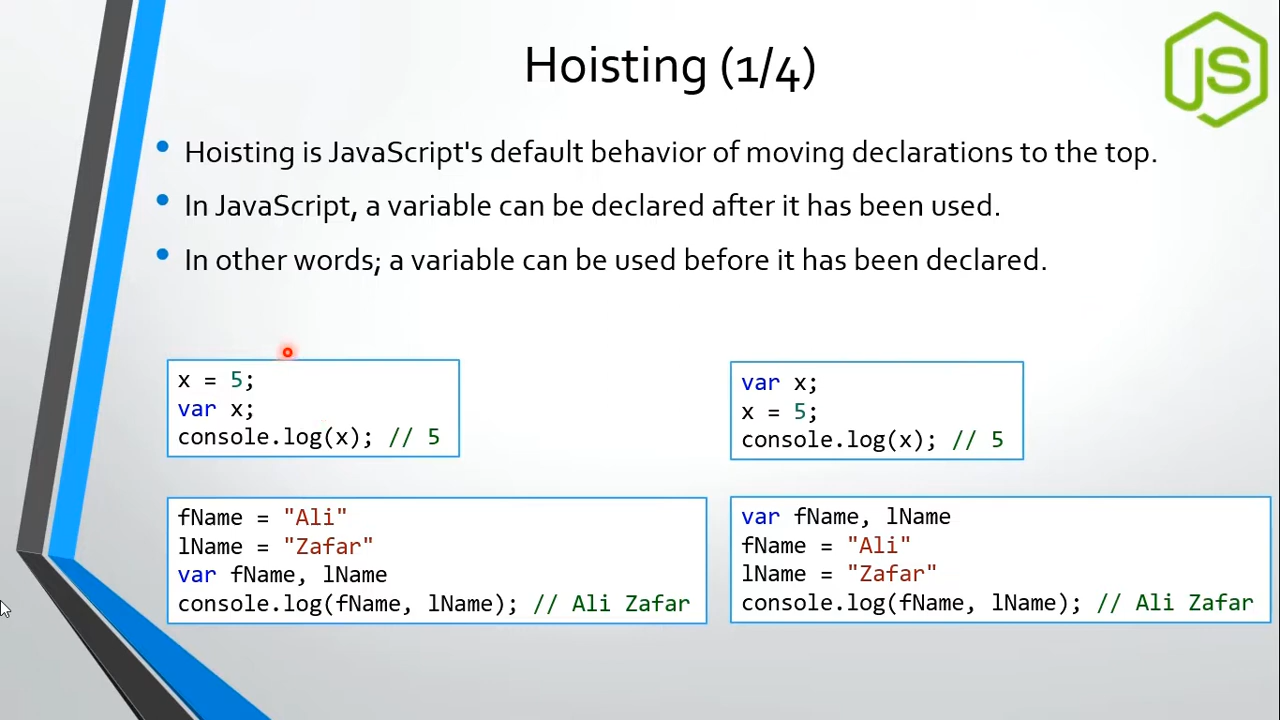 Hoisting (1/4)
JS
• Hoisting is JavaScript's default behavior of moving declarations to the top.
• In JavaScript, a variable can be declared after it has been used.
• In other words; a variable can be used before it has been declared.
x = 5;
var x;
console.log(x); // 5
var x;
x = 5;
console.log(x); // 5
fName = "Ali"
lName = "Zafar"
var fName, lName
console.log(fName, lName); // Ali Zafar
var fName, lName
fName = "Ali"
lName = "Zafar"
console.log(fName, lName); // Ali Zafar